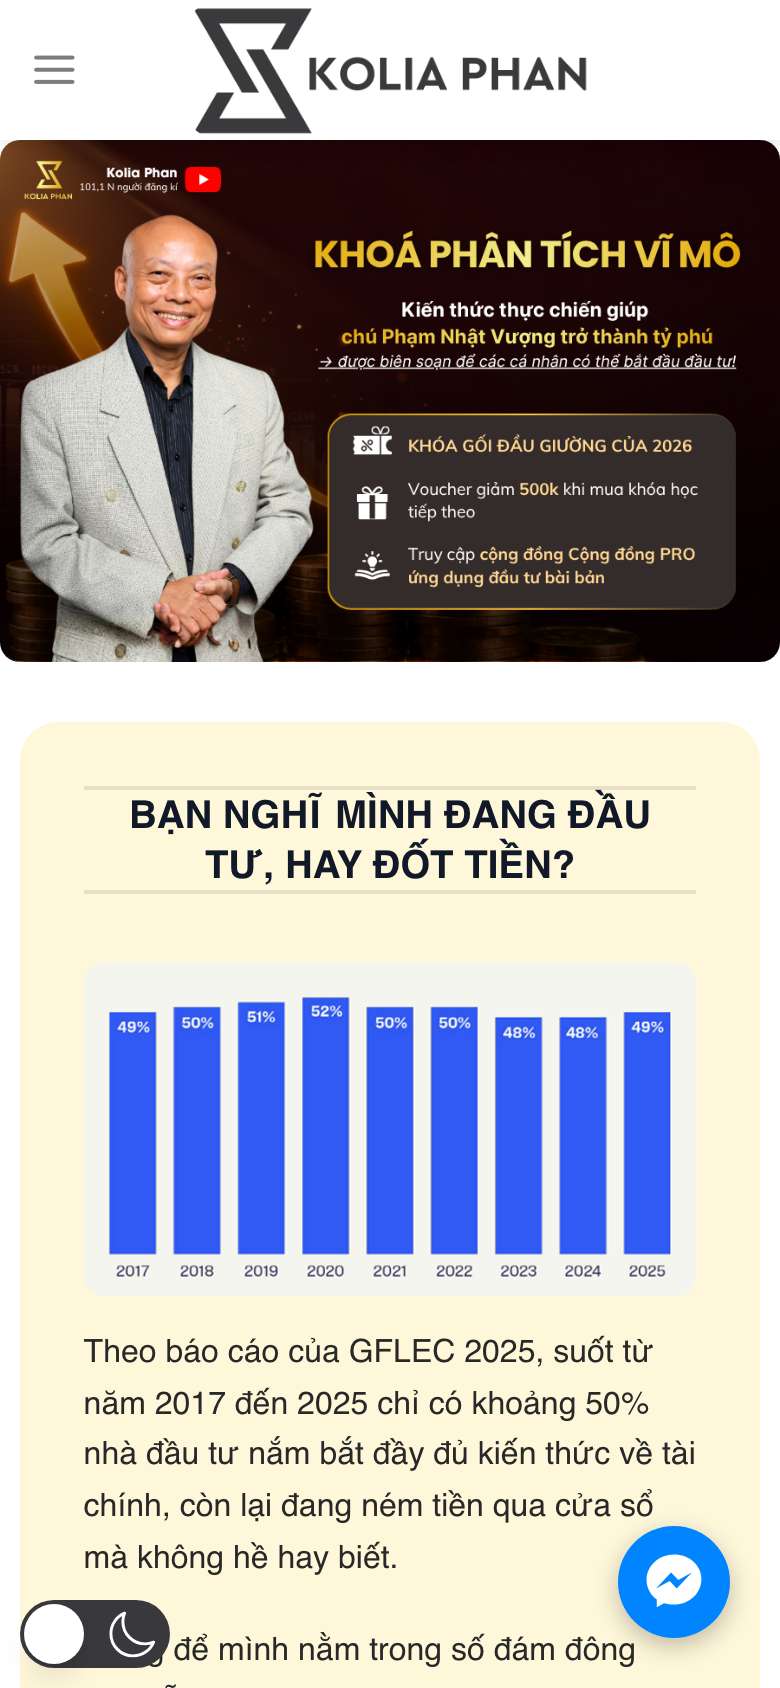 KOLIA PHAN
KOLIA PHAN
Kolia Phan
101,1 N người đăng kí
KHOÁ PHÂN TÍCH VĨ MÔ
Kiến thức thực chiến giúp
chú Phạm Nhật Vượng trở thành tỷ phú
→ được biên soạn để các cá nhân có thể bắt đầu đầu tư!
KHÓA GỐI ĐẦU GIƯỜNG CỦA 2026
Voucher giảm 500k khi mua khóa học
tiếp theo
Truy cập cộng đồng Cộng đồng PRO
ứng dụng đầu tư bài bản
BẠN NGHĨ MÌNH ĐANG ĐẦU
TƯ, HAY ĐỐT TIỀN?
49% 50% 51% 52% 50% 50% 48% 48% 49%
2017 2018 2019 2020 2021 2022 2023 2024 2025
Theo báo cáo của GFLEC 2025, suốt từ
năm 2017 đến 2025 chỉ có khoảng 50%
nhà đầu tư nắm bắt đầy đủ kiến thức về tài
chính, còn lại đang ném tiền qua cửa sổ
mà không hề hay biết.
để mình nằm trong số đám đông